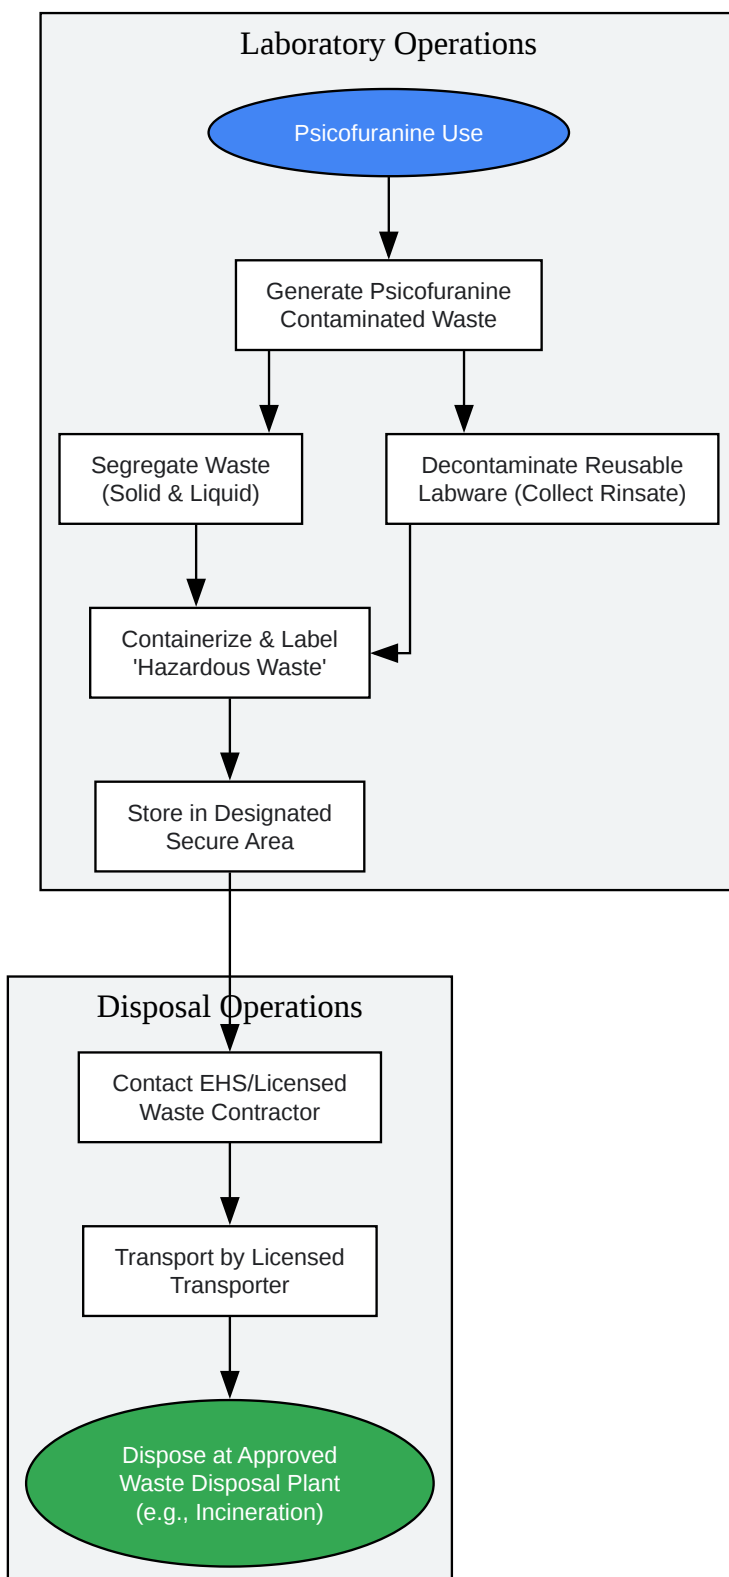 Laboratory Operations
Psicofuranine Use
Generate Psicofuranine
Contaminated Waste
Segregate Waste
(Solid & Liquid)
Decontaminate Reusable
Labware (Collect Rinsate)
Containerize & Label
'Hazardous Waste'
Store in Designated
Secure Area
Disposal Operations
Contact EHS/Licensed
Waste Contractor
Transport by Licensed
Transporter
Dispose at Approved
Waste Disposal Plant
(e.g., Incineration)